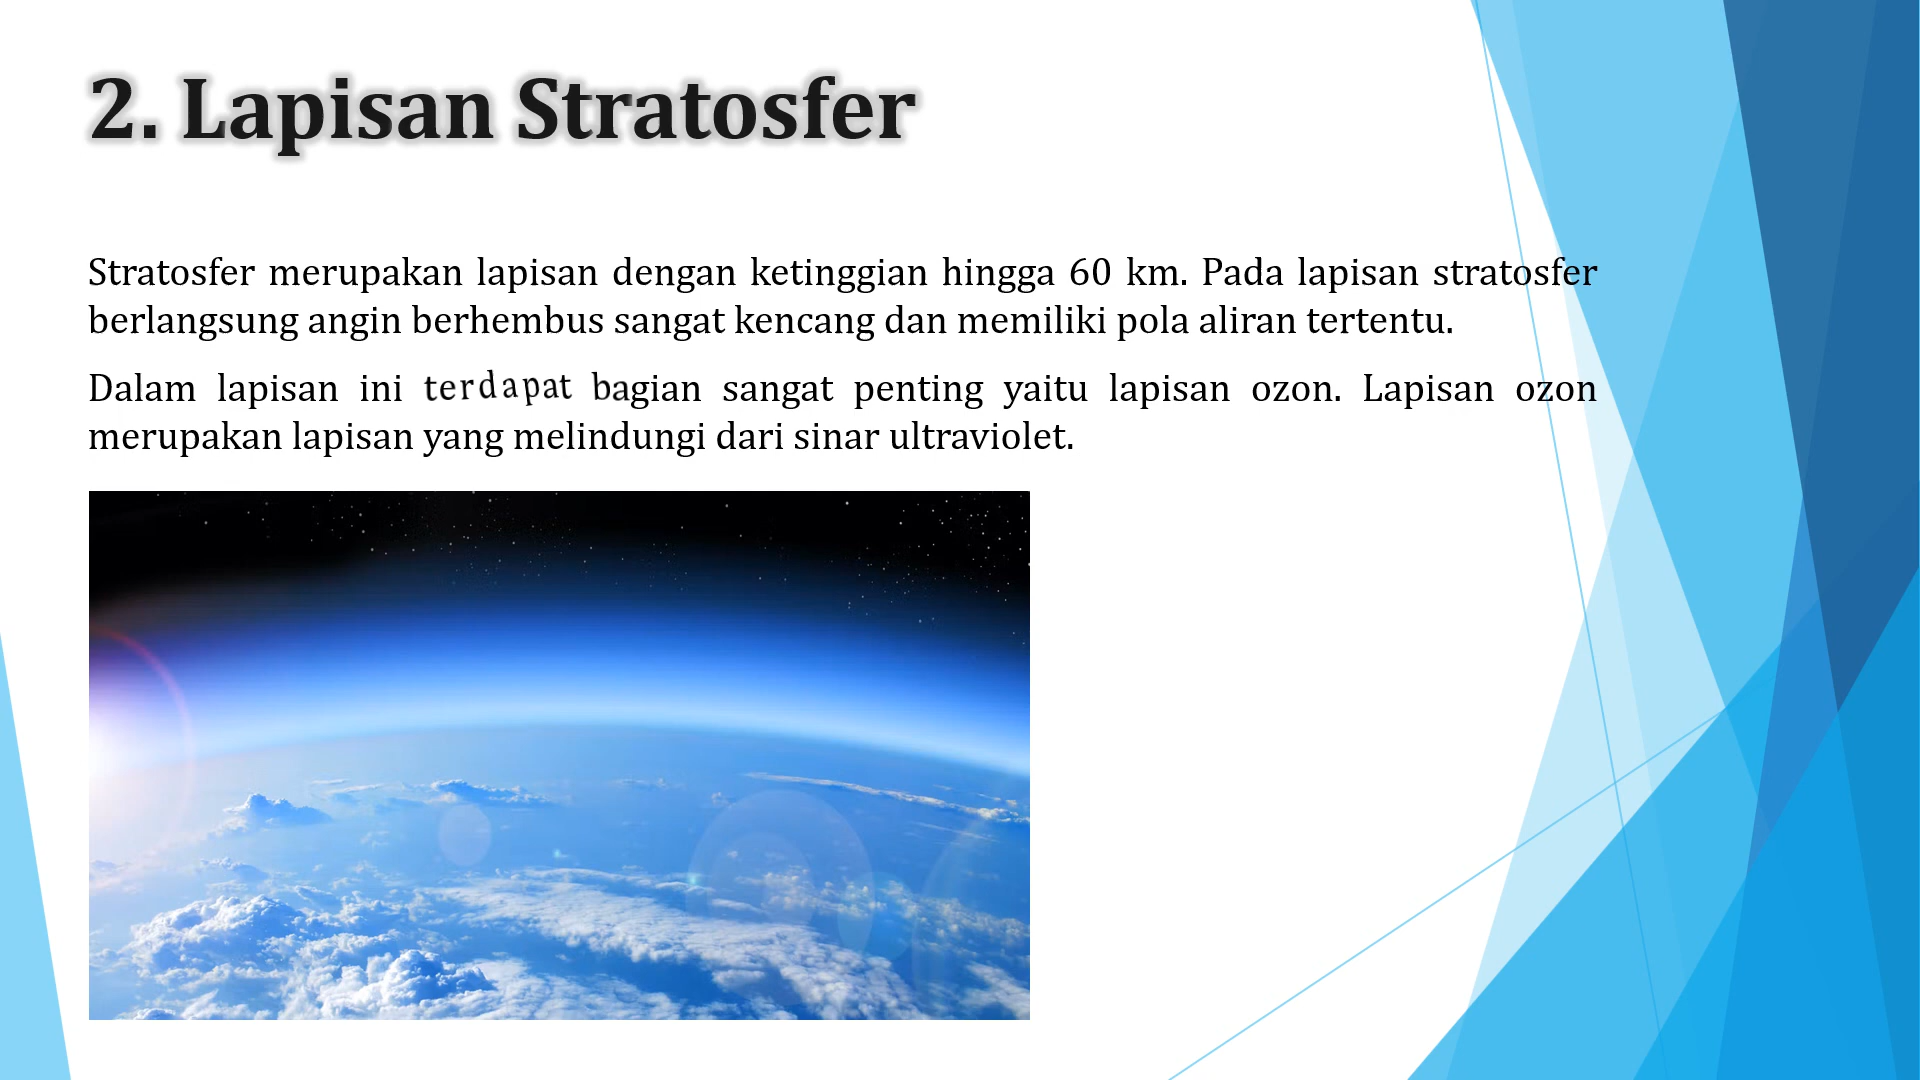 2. Lapisan Stratosfer
Stratosfer merupakan lapisan dengan ketinggian hingga 60 km. Pada lapisan stratosfer
berlangsung angin berhembus sangat kencang dan memiliki pola aliran tertentu.
Dalam lapisan ini terdapat bagian sangat penting yaitu lapisan ozon. Lapisan ozon
merupakan lapisan yang melindungi dari sinar ultraviolet.